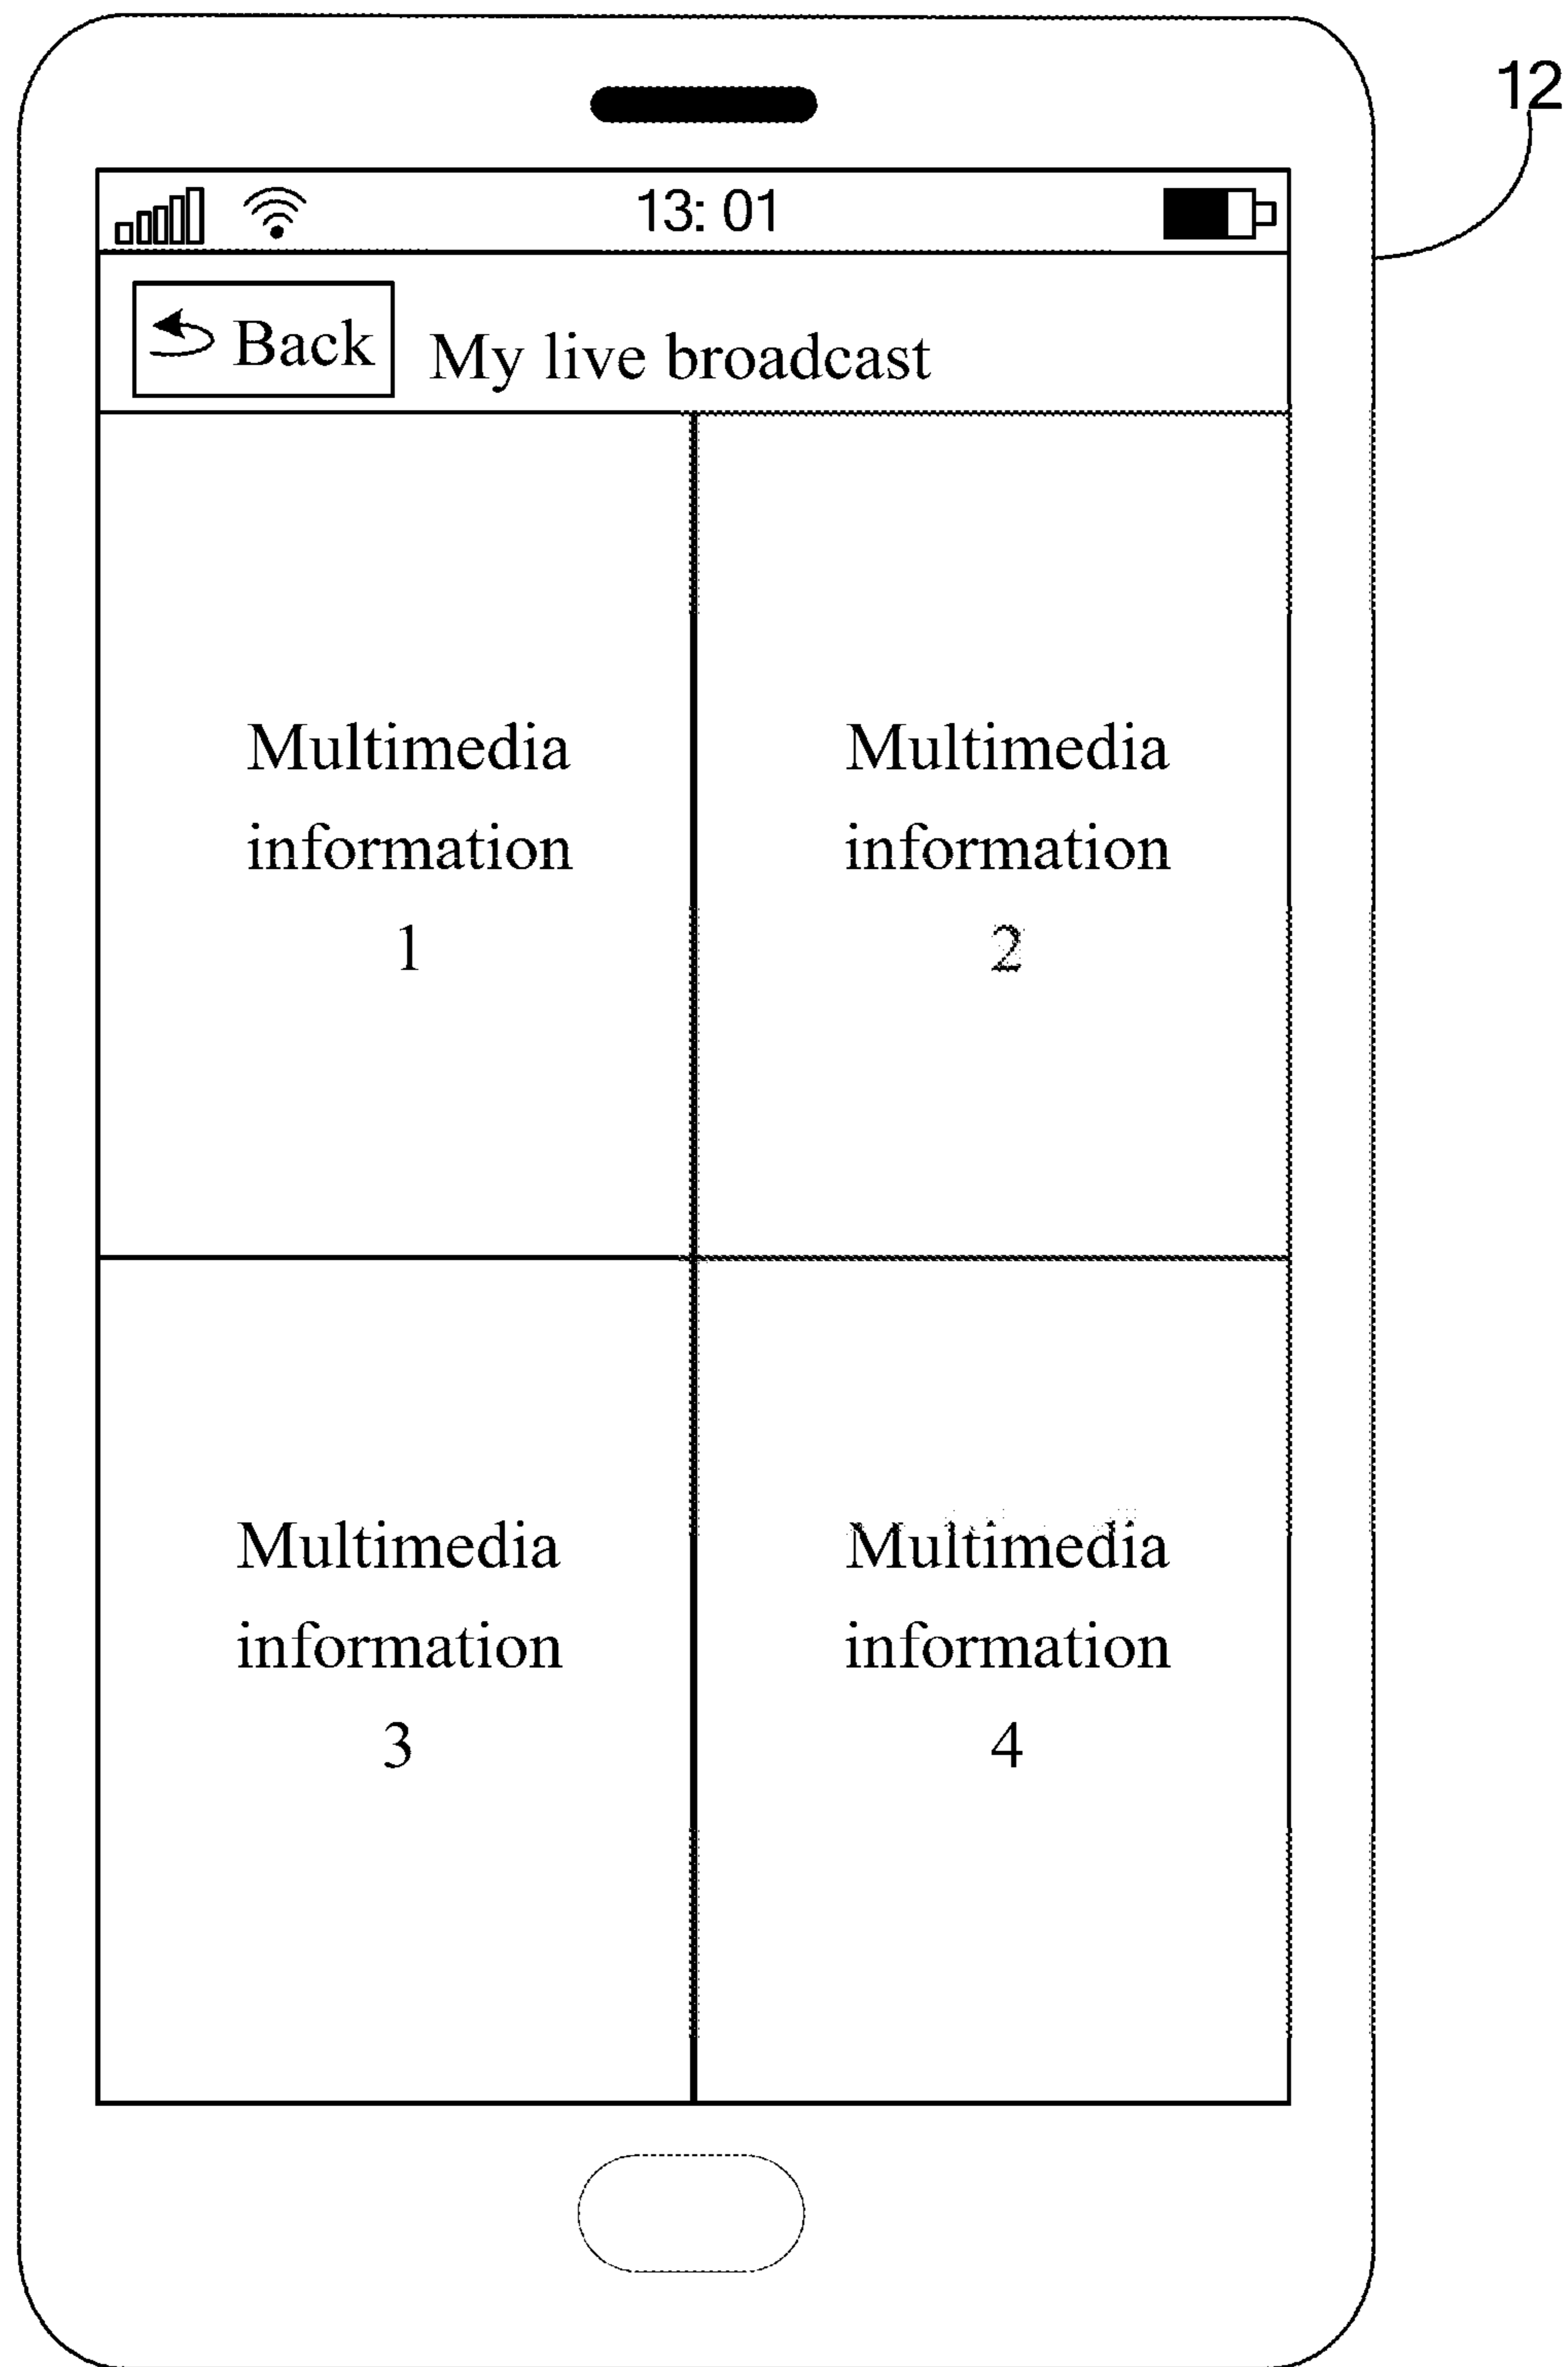 12
13: 01
Back
My live broadcast
Multimedia
information
1
Multimedia
information
2
Multimedia
information
3
Multimedia
information
4